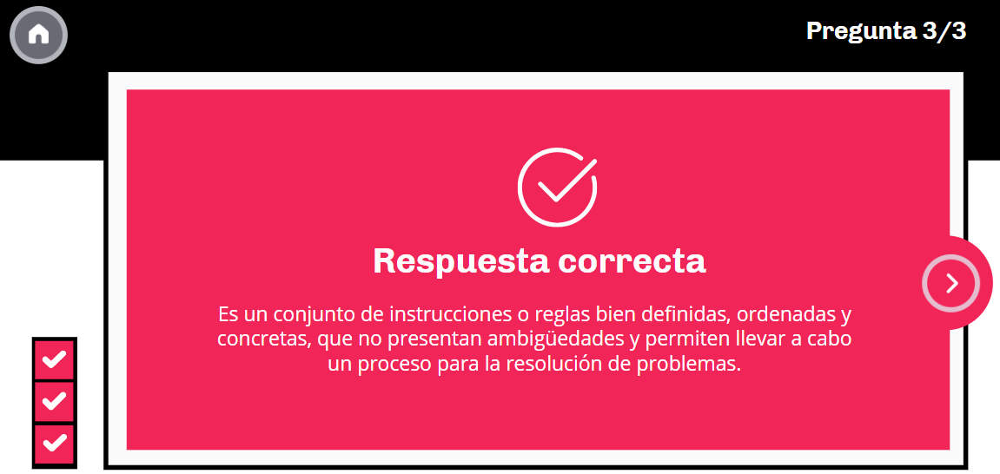 Pregunta 3/3
Respuesta correcta
Es un conjunto de instrucciones o reglas bien definidas, ordenadas y
concretas, que no presentan ambigüedades y permiten llevar a cabo
un proceso para la resolución de problemas.